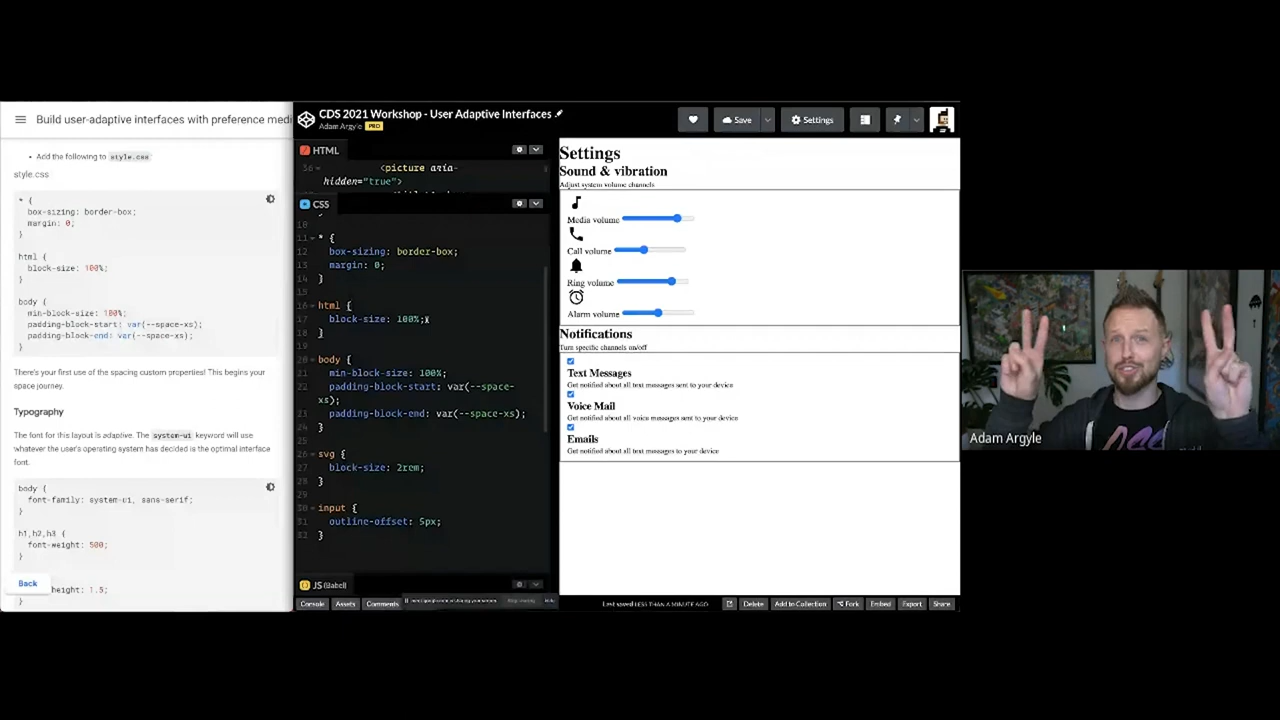 Build user-adaptive interfaces with preference medi
• Add the following to style.css
style.css
* {
box-sizing: border-box;
margin: 0;
}
html {
block-size: 100%;
}
body {
min-block-size: 100%;
padding-block-start: var(--space-xs);
padding-block-end: var(--space-xs);
}
There's your first use of the spacing custom properties! This begins your
space journey.
Typography
The font for this layout is adaptive. The system-ui keyword will use
whatever the user's operating system has decided is the optimal interface
font.
body {
font-family: system-ui, sans-serif;
}
h1,h2,h3 {
font-weight: 500;
}
Back
height: 1.5;
}
CDS 2021 Workshop - User Adaptive Interfaces
Adam Argyle PRO
Save
Settings
HTML
36 <picture aria-
hidden="true">
CSS
10
11 * {
12 box-sizing: border-box;
13 margin: 0;
14 }
15
16 html {
17 block-size: 100%;
18 }
19
20 body {
21 min-block-size: 100%;
22 padding-block-start: var(--space-
xs);
23 padding-block-end: var(--space-xs);
24 }
25
26 svg {
27 block-size: 2rem;
28 }
29
30 input {
31 outline-offset: 5px;
32 }
JS (Babel)
Console Assets Comments
Last saved LESS THAN A MINUTE AGO
Delete Add to Collection Fork Embed Export Share
Settings
Sound & vibration
Adjust system volume channels
Media volume
Call volume
Ring volume
Alarm volume
Notifications
Turn specific channels on/off
Text Messages
Get notified about all text messages sent to your device
Voice Mail
Get notified about all voice messages sent to your device
Emails
Get notified about all text messages to your device
Adam Argyle